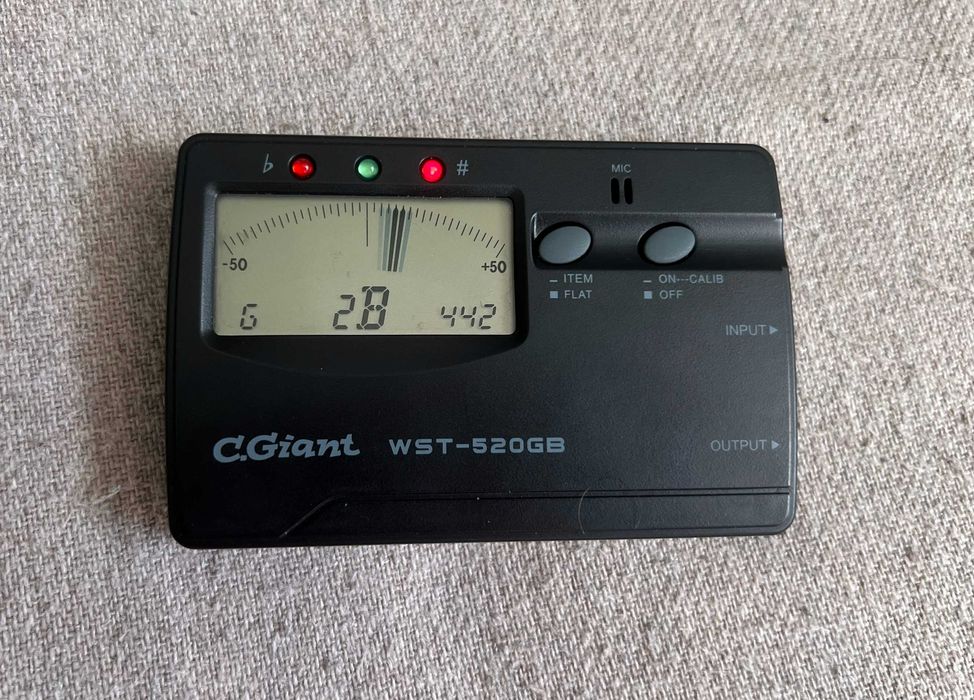 ♭ #
MIC
-50 +50
G 2B 442
ITEM
FLAT
ON---CALIB
OFF
INPUT ▶
OUTPUT ▶
C.Giant WST-520GB